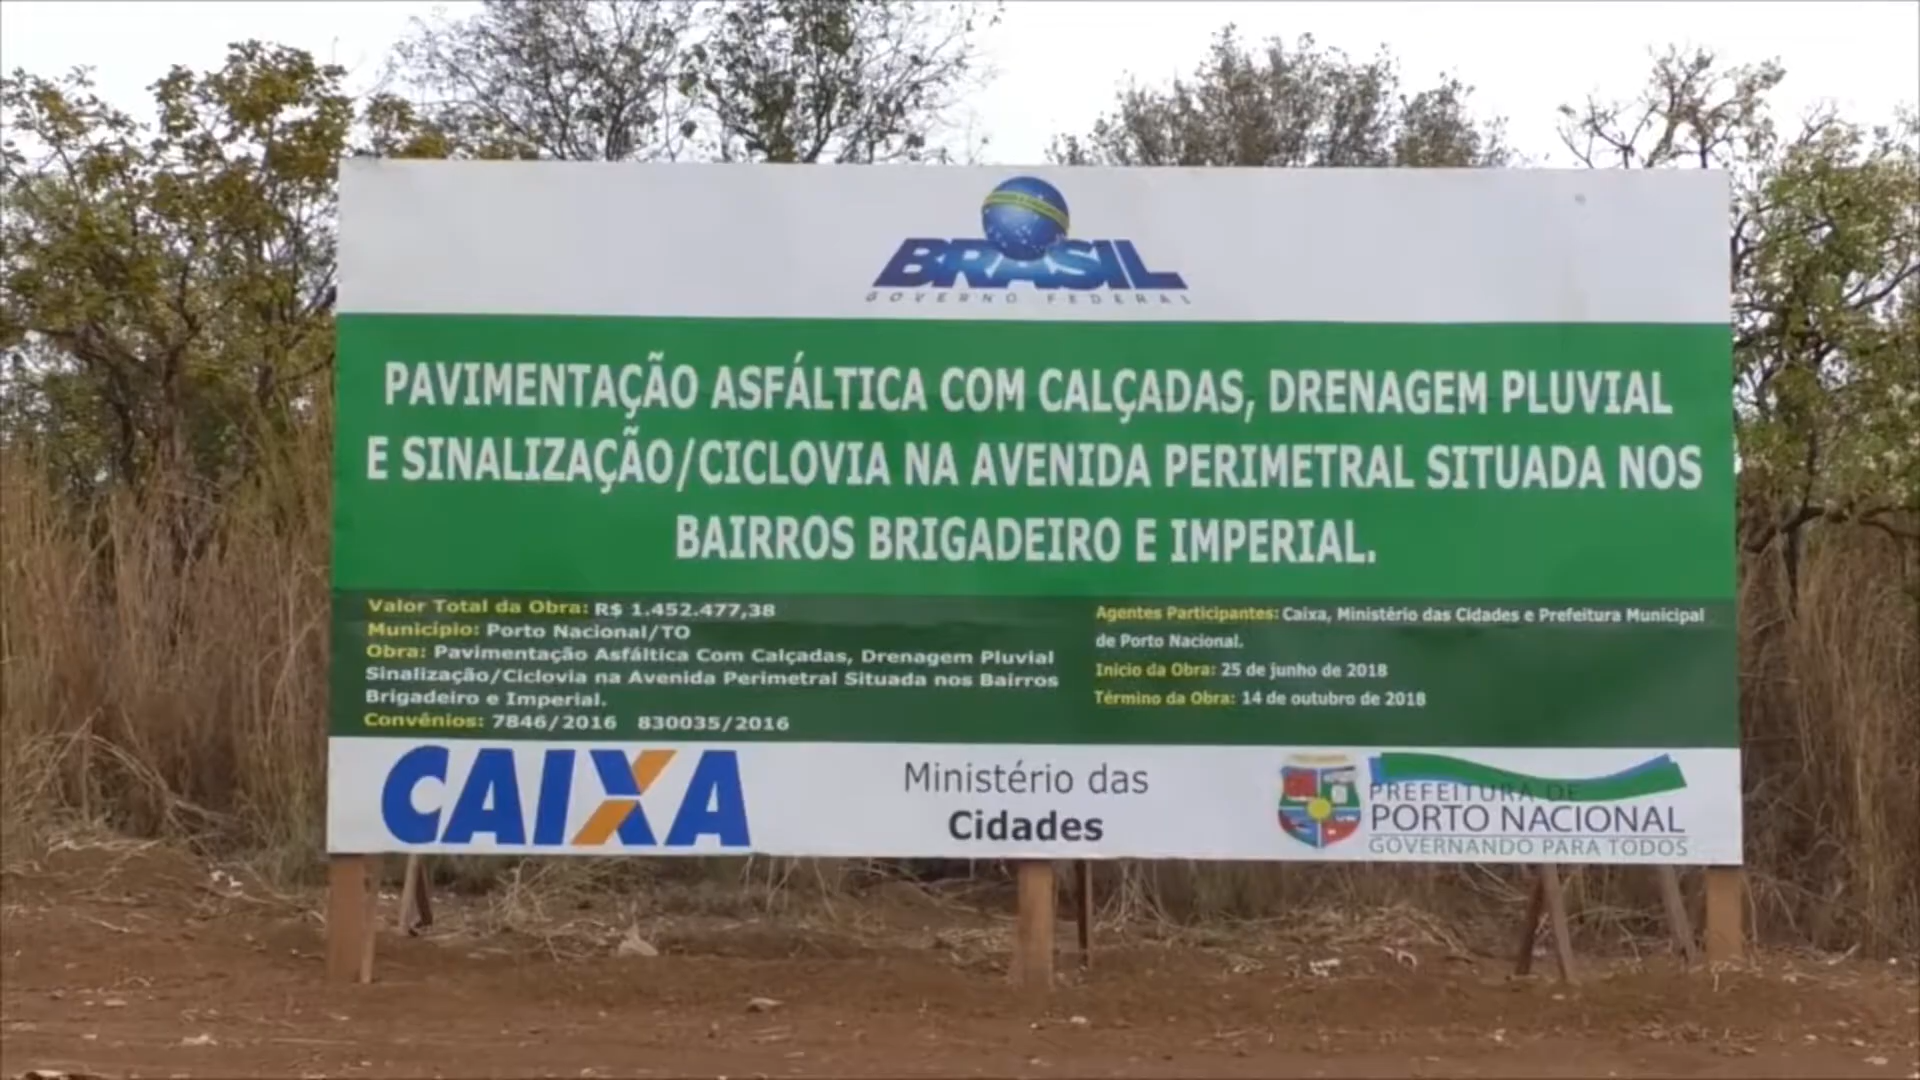 BRASIL
GOVERNO FEDERAL
PAVIMENTAÇÃO ASFÁLTICA COM CALÇADAS, DRENAGEM PLUVIAL
E SINALIZAÇÃO/CICLOVIA NA AVENIDA PERIMETRAL SITUADA NOS
BAIRROS BRIGADEIRO E IMPERIAL.
Valor Total da Obra: R$ 1.452.477,38
Município: Porto Nacional/TO
Obra: Pavimentação Asfáltica Com Calçadas, Drenagem Pluvial
Sinalização/Ciclovia na Avenida Perimetral Situada nos Bairros
Brigadeiro e Imperial.
Convênios: 7846/2016 830035/2016
Agentes Participantes: Caixa, Ministério das Cidades e Prefeitura Municipal
de Porto Nacional.
Início da Obra: 25 de junho de 2018
Término da Obra: 14 de outubro de 2018
CAIXA
Ministério das
Cidades
PREFEITURA DE
PORTO NACIONAL
GOVERNANDO PARA TODOS